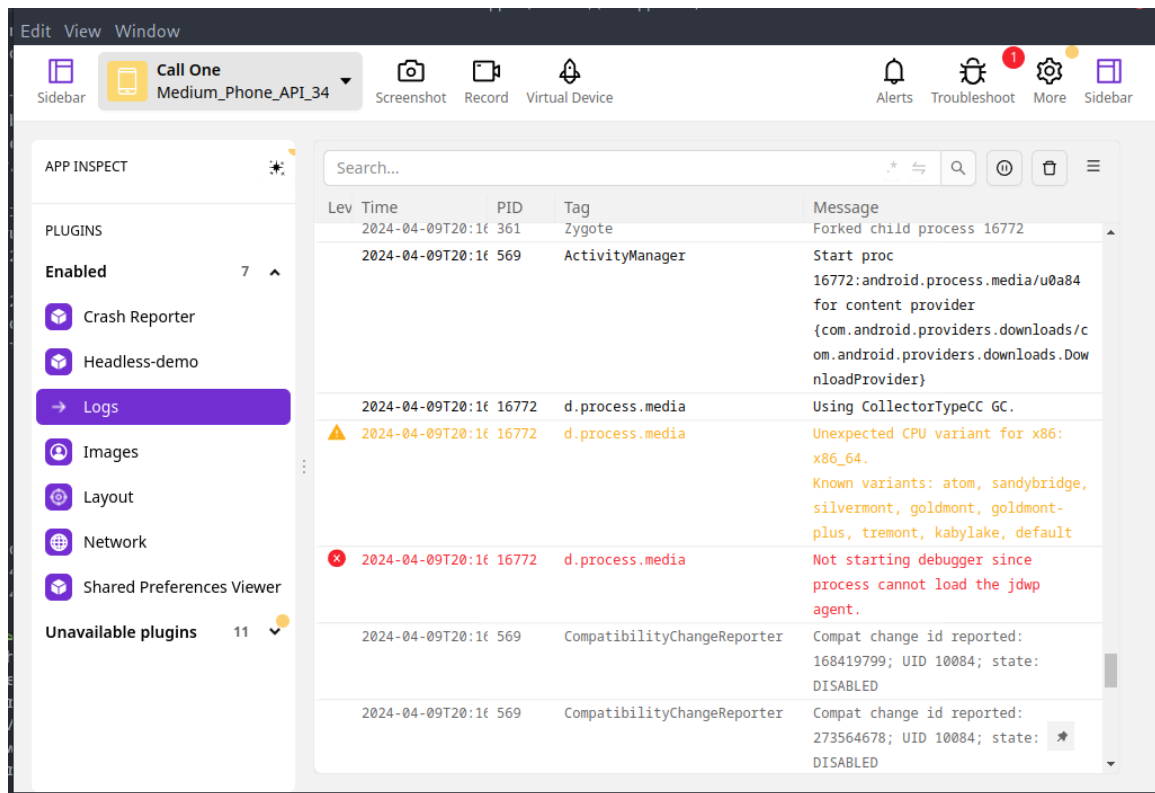 Edit View Window
Sidebar
Call One
Medium_Phone_API_34
Screenshot
Record
Virtual Device
Alerts
1
Troubleshoot
More
Sidebar
APP INSPECT
PLUGINS
Enabled 7
Crash Reporter
Headless-demo
Logs
Images
Layout
Network
Shared Preferences Viewer
Unavailable plugins 11
Search... .*
Lev Time PID Tag Message
2024-04-09T20:16 361 Zygote Forked child process 16772
2024-04-09T20:16 569 ActivityManager Start proc
16772:android.process.media/u0a84
for content provider
{com.android.providers.downloads/c
om.android.providers.downloads.Dow
nloadProvider}
2024-04-09T20:16 16772 d.process.media Using CollectorTypeCC GC.
2024-04-09T20:16 16772 d.process.media Unexpected CPU variant for x86:
x86_64.
Known variants: atom, sandybridge,
silvermont, goldmont, goldmont-
plus, tremont, kabylake, default
2024-04-09T20:16 16772 d.process.media Not starting debugger since
process cannot load the jdwp
agent.
2024-04-09T20:16 569 CompatibilityChangeReporter Compat change id reported:
168419799; UID 10084; state:
DISABLED
2024-04-09T20:16 569 CompatibilityChangeReporter Compat change id reported:
273564678; UID 10084; state:
DISABLED